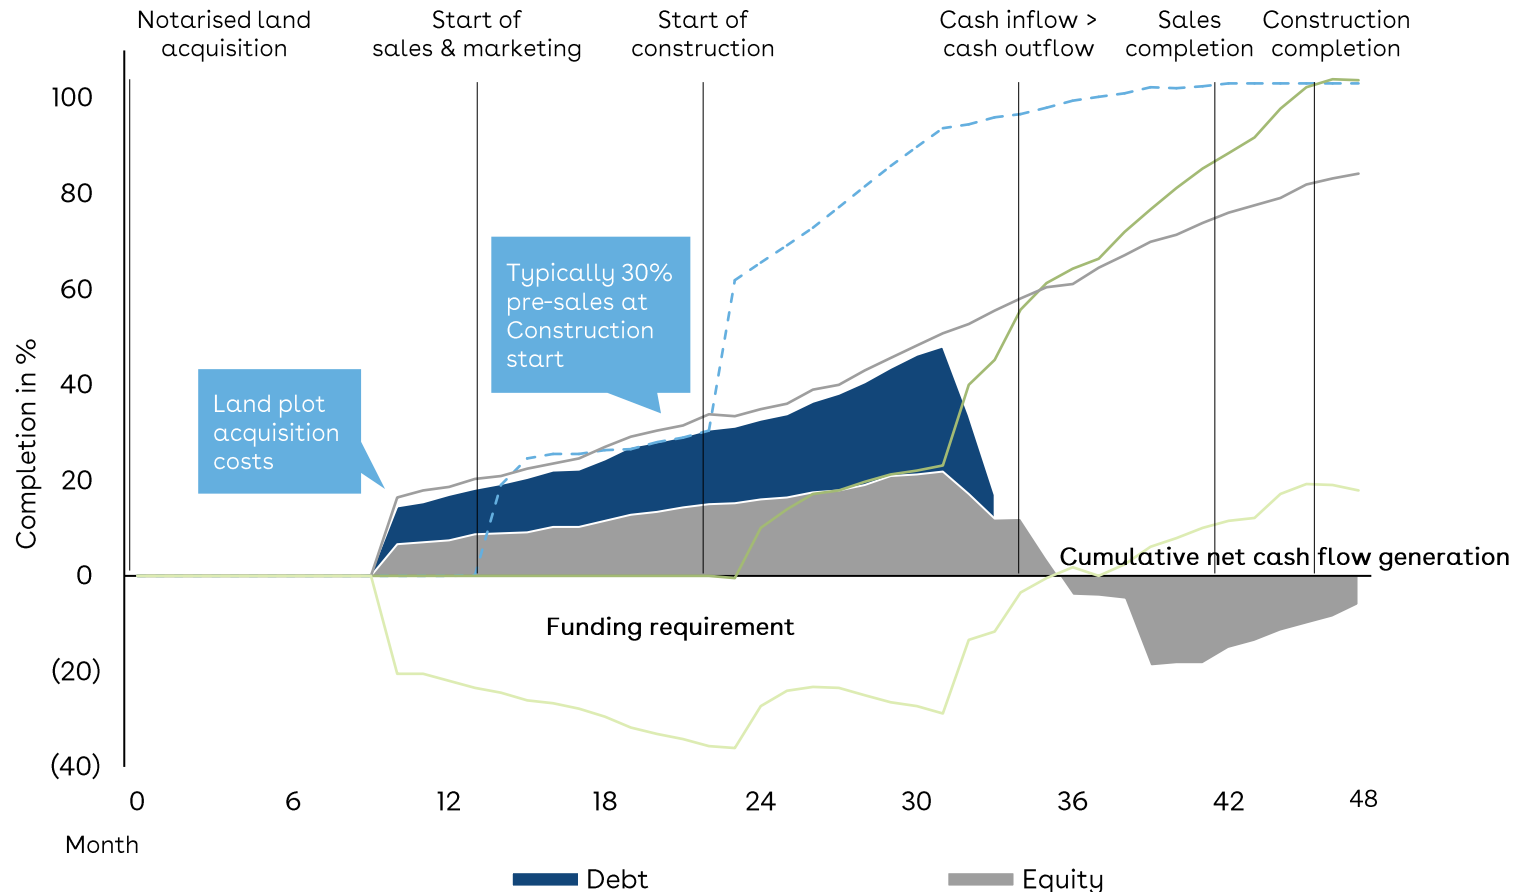 Notarised land
acquisition
Start of
sales & marketing
Start of
construction
Cash inflow >
cash outflow
Sales
completion
Construction
completion
Completion in %
100
80
60
40
20
0
(20)
(40)
Typically 30%
pre-sales at
Construction
start
Land plot
acquisition
costs
Cumulative net cash flow generation
Funding requirement
0 6 12 18 24 30 36 42 48
Month
Debt Equity